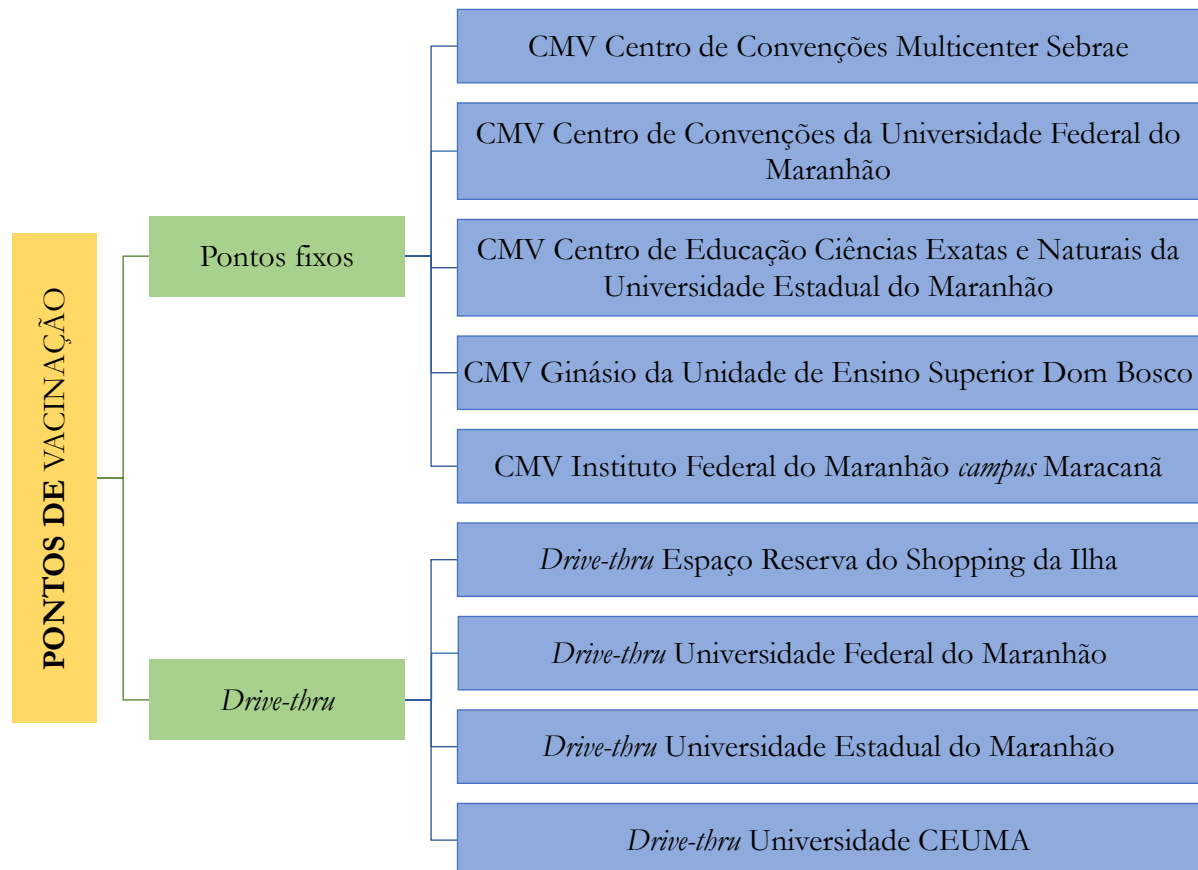 PONTOS DE VACINAÇÃO
Pontos fixos
CMV Centro de Convenções Multicenter Sebrae
CMV Centro de Convenções da Universidade Federal do
Maranhão
CMV Centro de Educação Ciências Exatas e Naturais da
Universidade Estadual do Maranhão
CMV Ginásio da Unidade de Ensino Superior Dom Bosco
CMV Instituto Federal do Maranhão campus Maracanã
Drive-thru
Drive-thru Espaço Reserva do Shopping da Ilha
Drive-thru Universidade Federal do Maranhão
Drive-thru Universidade Estadual do Maranhão
Drive-thru Universidade CEUMA